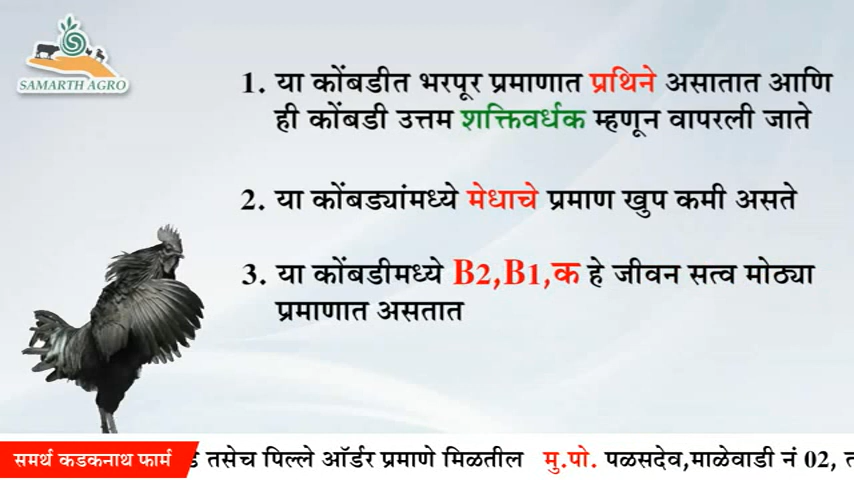 SAMARTH AGRO
1. या कोंबडीत भरपूर प्रमाणात प्रथिने असातात आणि
ही कोंबडी उत्तम शक्तिवर्धक म्हणून वापरली जाते
2. या कोंबड्यांमध्ये मेधाचे प्रमाण खुप कमी असते
3. या कोंबडीमध्ये B2,B1,क हे जीवन सत्व मोठ्या
प्रमाणात असतात
समर्थ कडकनाथ फार्म तसेच पिल्ले ऑर्डर प्रमाणे मिळतील मु.पो. पळसदेव,माळेवाडी नं 02,